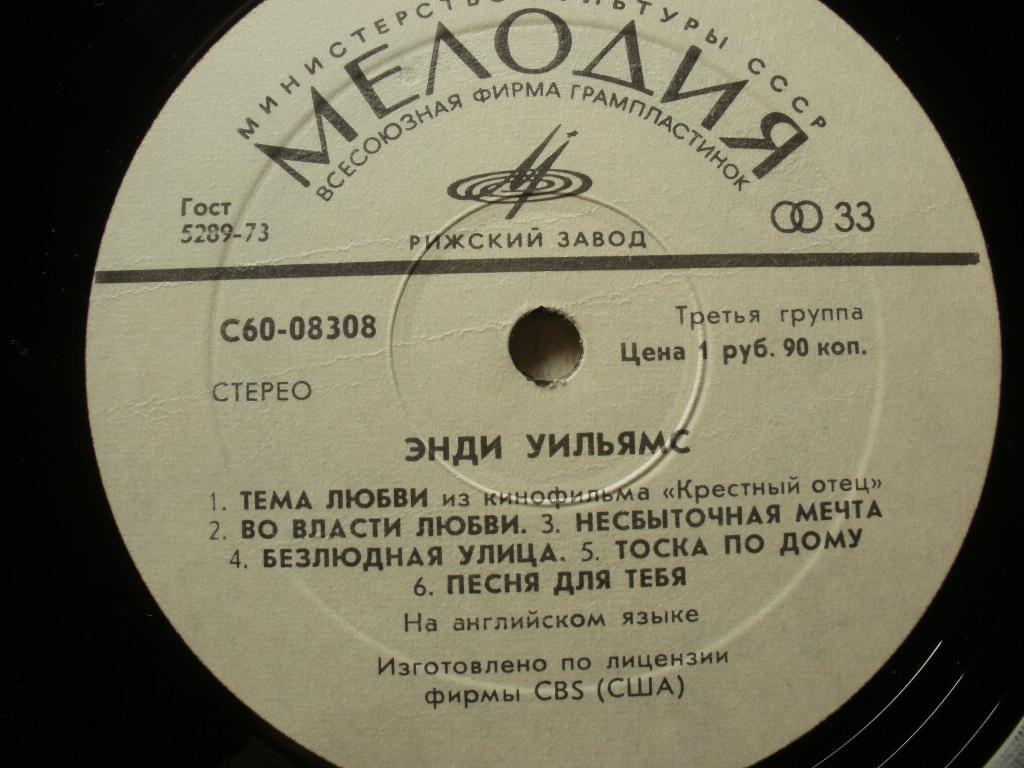 МИНИСТЕРСТВО КУЛЬТУРЫ СССР
МЕЛОДИЯ
ВСЕСОЮЗНАЯ ФИРМА ГРАМПЛАСТИНОК
Гост
5289-73
33
РИЖСКИЙ ЗАВОД
С60-08308
Третья группа
Цена 1 руб. 90 коп.
СТЕРЕО
ЭНДИ УИЛЬЯМС
1. ТЕМА ЛЮБВИ из кинофильма «Крестный отец»
2. ВО ВЛАСТИ ЛЮБВИ. 3. НЕСБЫТОЧНАЯ МЕЧТА
4. БЕЗЛЮДНАЯ УЛИЦА. 5. ТОСКА ПО ДОМУ
6. ПЕСНЯ ДЛЯ ТЕБЯ
На английском языке
Изготовлено по лицензии
фирмы CBS (США)